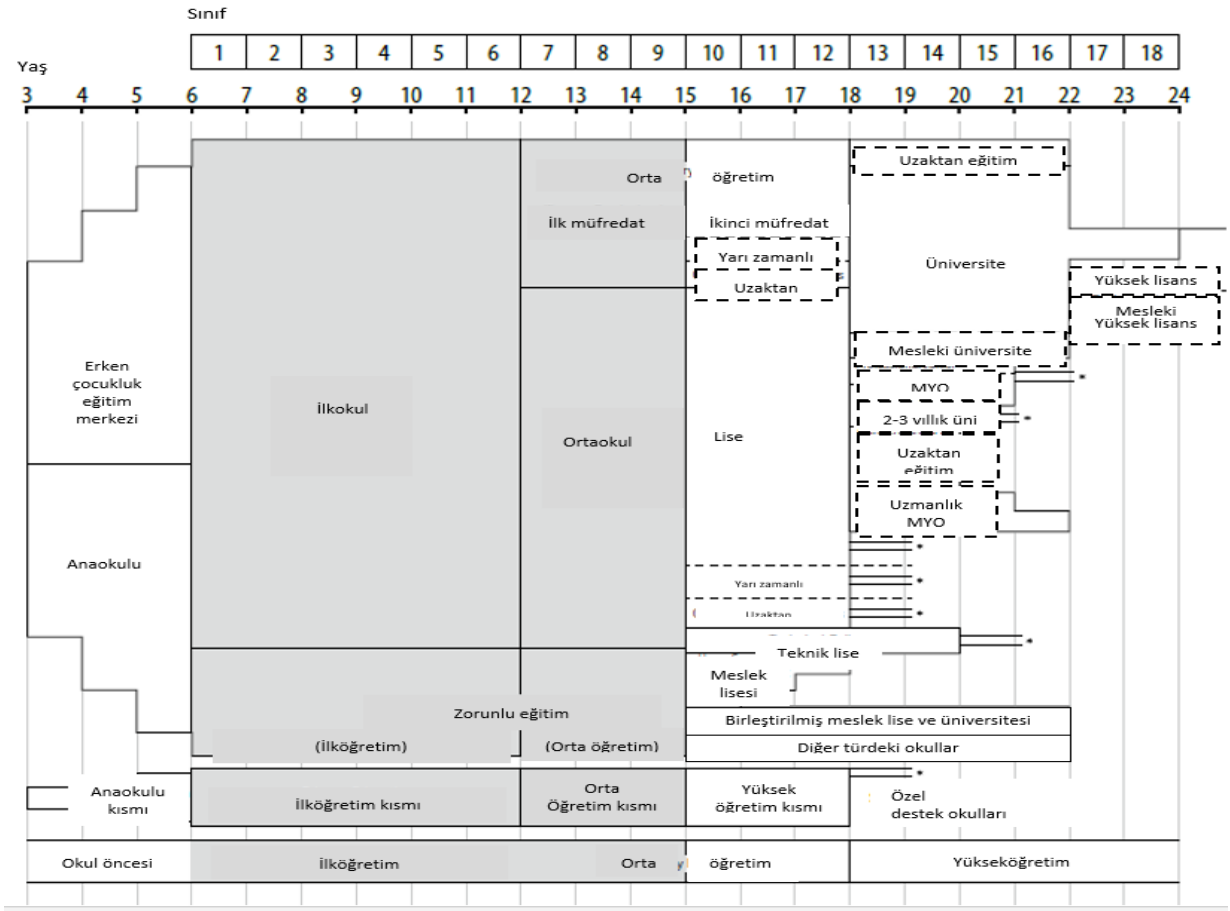 Sınıf
1 2 3 4 5 6 7 8 9 10 11 12 13 14 15 16 17 18
Yaş
3 4 5 6 7 8 9 10 11 12 13 14 15 16 17 18 19 20 21 22 23 24
Uzaktan eğitim
Orta öğretim
İlk müfredat
İkinci müfredat
Yarı zamanlı
Uzaktan
Üniversite
Yüksek lisans
Mesleki
Yüksek lisans
Mesleki üniversite
Erken
çocukluk
eğitim
merkezi
İlkokul
Ortaokul
Lise
MYO
*
2-3 yıllık üni
*
Uzaktan
eğitim
Uzmanlık
MYO
*
Anaokulu
Yarı zamanlı
*
Uzaktan
*
*
Teknik lise
Meslek
lisesi
Zorunlu eğitim
Birleştirilmiş meslek lise ve üniversitesi
(İlköğretim)
(Orta öğretim)
Diğer türdeki okullar
*
Anaokulu
kısmı
İlköğretim kısmı
Orta
Öğretim kısmı
Yüksek
öğretim kısmı
Özel
destek okulları
Okul öncesi
İlköğretim
Orta öğretim
Yükseköğretim